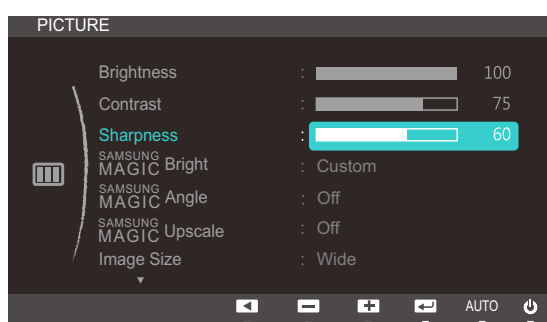 PICTURE
Brightness : 100
Contrast : 75
Sharpness : 60
SAMSUNG MAGIC Bright : Custom
SAMSUNG MAGIC Angle : Off
SAMSUNG MAGIC Upscale : Off
Image Size : Wide
AUTO